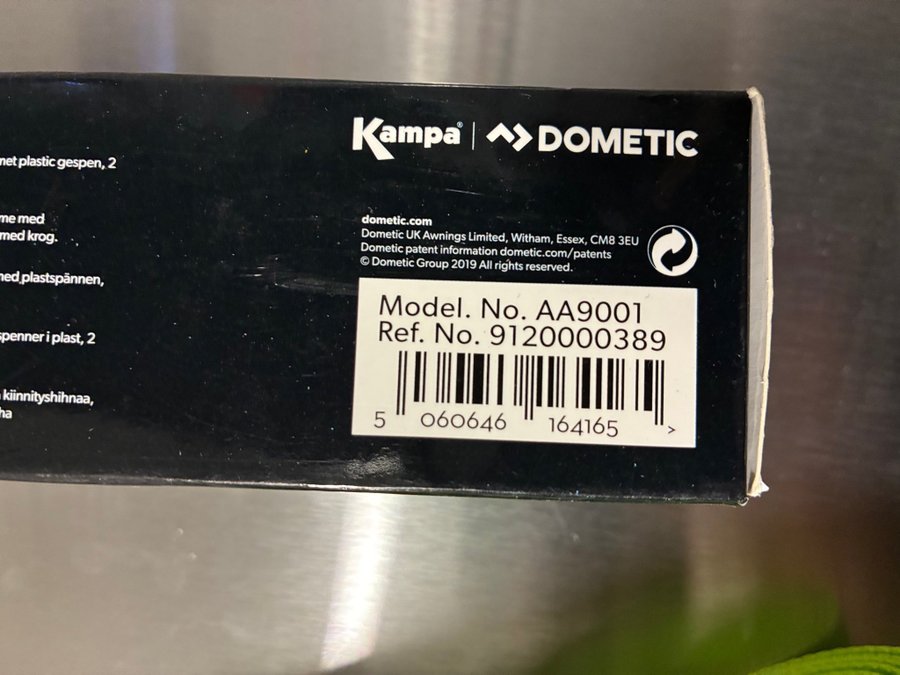 met plastic gespen, 2
me med
med krog.
med plastspännen,
spenner i plast, 2
kiinnityshihnaa,
ha
Kampa® | DOMETIC
dometic.com
Dometic UK Awnings Limited, Witham, Essex, CM8 3EU
Dometic patent information dometic.com/patents
© Dometic Group 2019 All rights reserved.
Model. No. AA9001
Ref. No. 9120000389
5 060646 164165 >